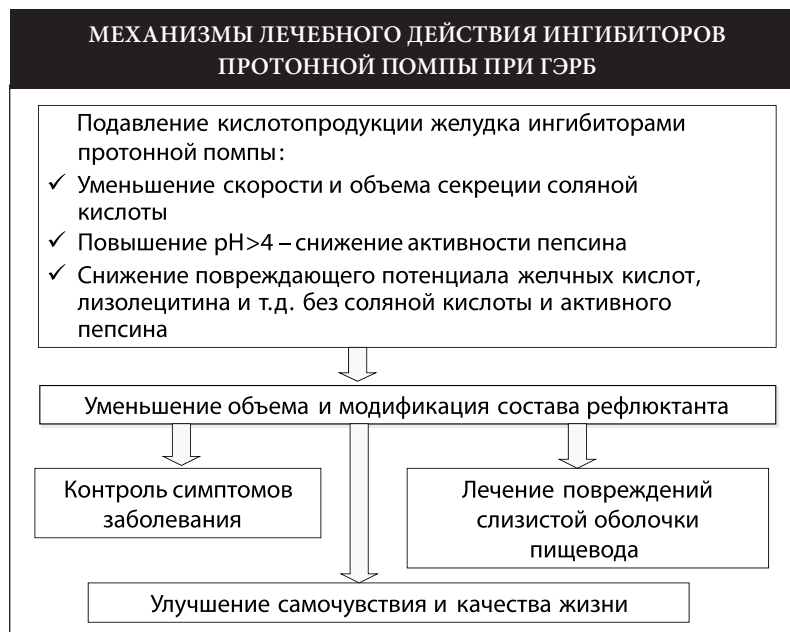 МЕХАНИЗМЫ ЛЕЧЕБНОГО ДЕЙСТВИЯ ИНГИБИТОРОВ
ПРОТОННОЙ ПОМПЫ ПРИ ГЭРБ
Подавление кислотопродукции желудка ингибиторами
протонной помпы:
✓ Уменьшение скорости и объема секреции соляной
кислоты
✓ Повышение pH>4 – снижение активности пепсина
✓ Снижение повреждающего потенциала желчных кислот,
лизолецитина и т.д. без соляной кислоты и активного
пепсина
Уменьшение объема и модификация состава рефлюктанта
Контроль симптомов
заболевания
Лечение повреждений
слизистой оболочки
пищевода
Улучшение самочувствия и качества жизни